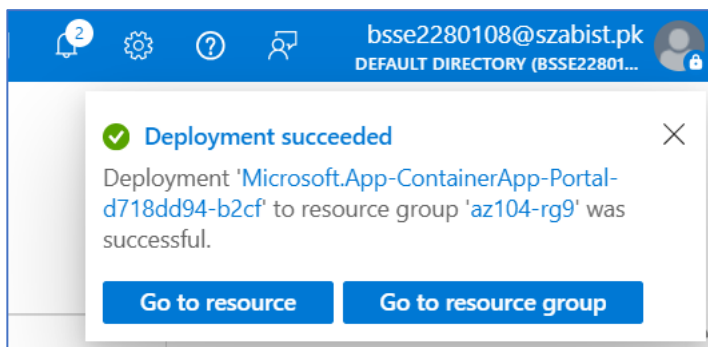 2
bsse2280108@szabist.pk
DEFAULT DIRECTORY (BSSE22801...
Deployment succeeded
Deployment 'Microsoft.App-ContainerApp-Portal-
d718dd94-b2cf' to resource group 'az104-rg9' was
successful.
Go to resource
Go to resource group